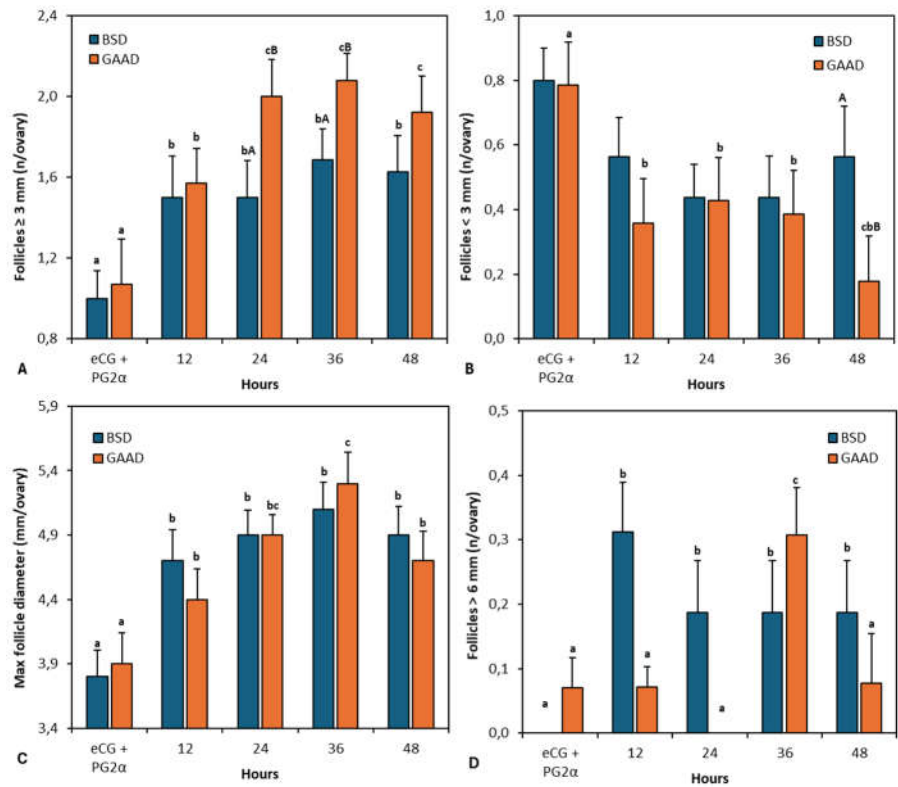 2,4
2,0
1,6
1,2
0,8
Follicles ≥ 3 mm (n/ovary)
BSD
GAAD
a
a
b
b
bA
cB
bA
cB
b
c
eCG +
PG2α
12
24
36
48
Hours
A
1,0
0,8
0,6
0,4
0,2
0,0
Follicles < 3 mm (n/ovary)
BSD
GAAD
a
b
b
b
A
cbB
eCG +
PG2α
12
24
36
48
Hours
B
5,9
5,4
4,9
4,4
3,9
3,4
Max follicle diameter (mm/ovary)
BSD
GAAD
a
a
b
b
b
bc
b
c
b
b
eCG +
PG2α
12
24
36
48
Hours
C
0,5
0,4
0,3
0,2
0,1
0,0
Follicles > 6 mm (n/ovary)
BSD
GAAD
a
a
b
a
b
a
b
c
b
a
eCG +
PG2α
12
24
36
48
Hours
D